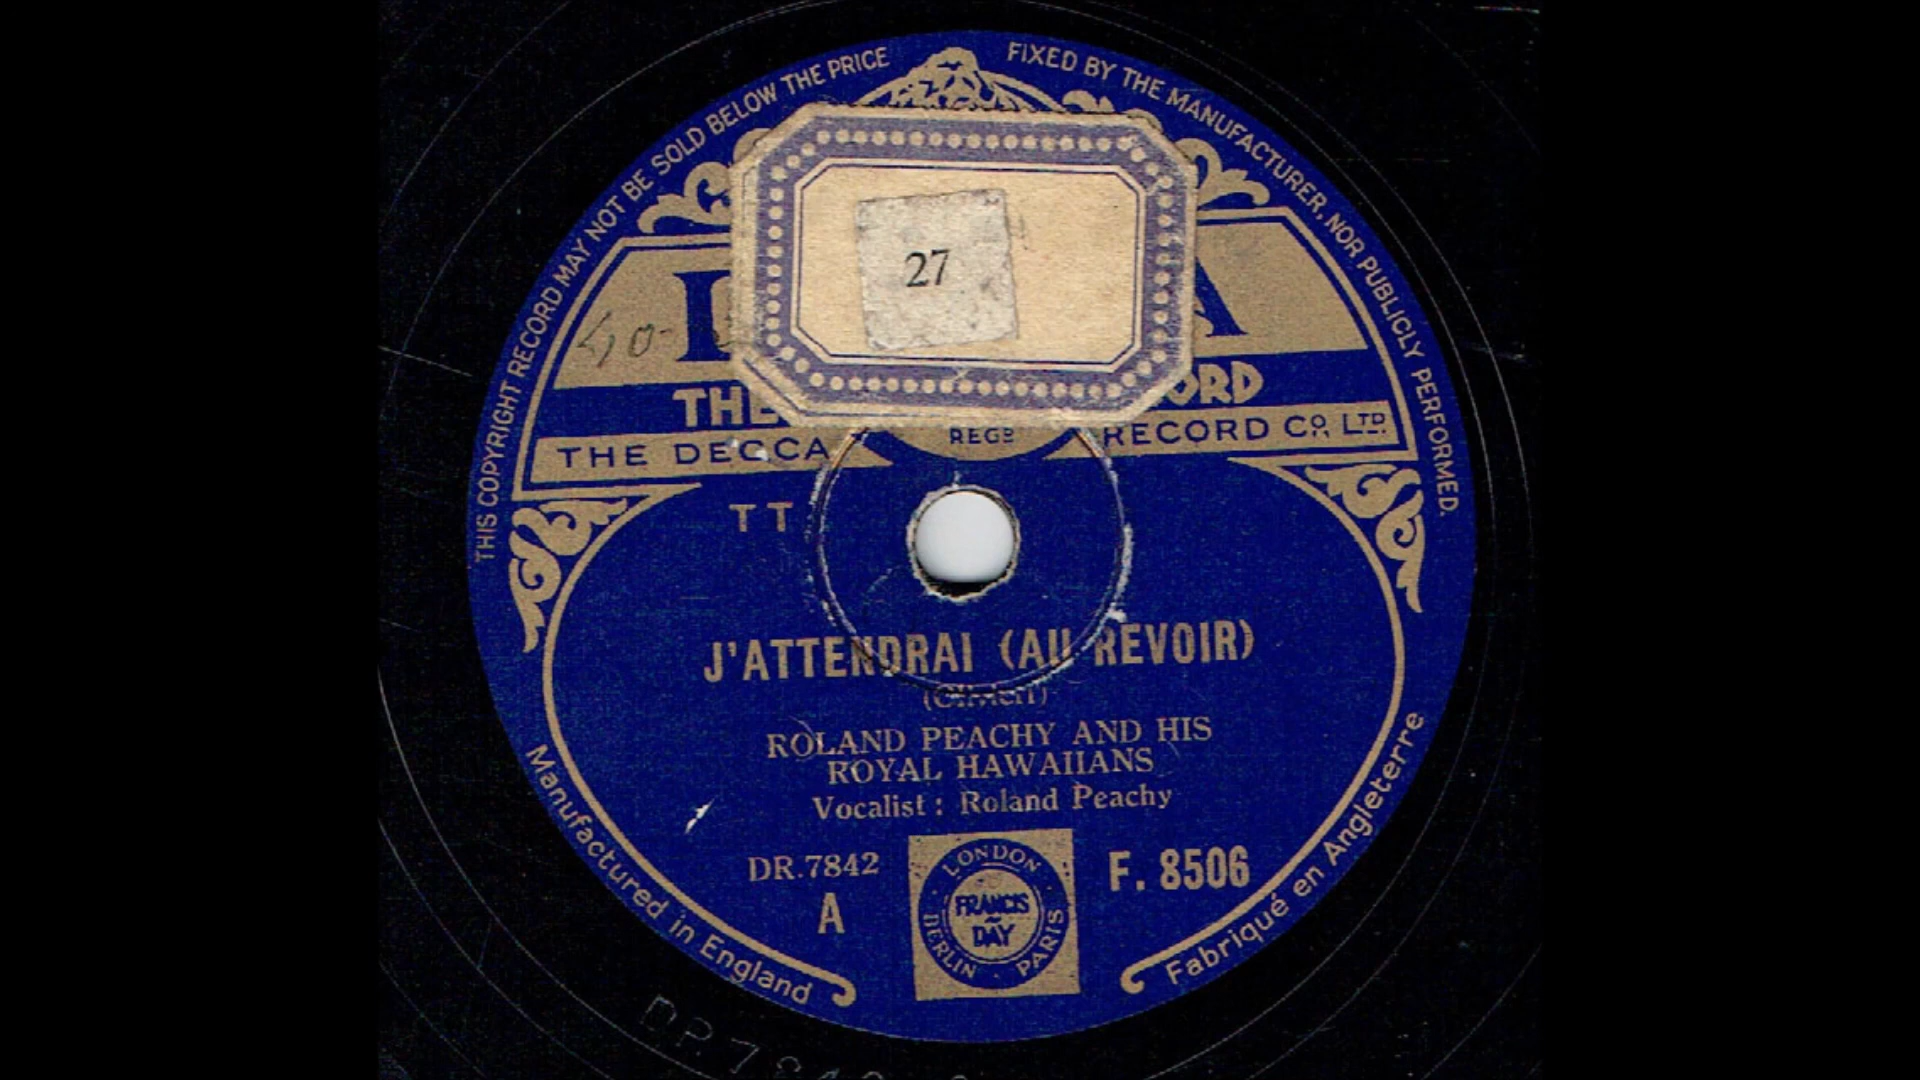 THIS COPYRIGHT RECORD MAY NOT BE SOLD BELOW THE PRICE FIXED BY THE MANUFACTURER, NOR PUBLICLY PERFORMED.
27
40-
D A
THE ORD
THE DECCA RECORD CO. LTD.
REGD
TT
J'ATTENDRAI (AU REVOIR)
ROLAND PEACHY AND HIS
ROYAL HAWAIIANS
Vocalist : Roland Peachy
DR.7842
A
LONDON
FRANCIS
DAY
BERLIN · PARIS
F. 8506
Manufactured in England
Fabriqué en Angleterre